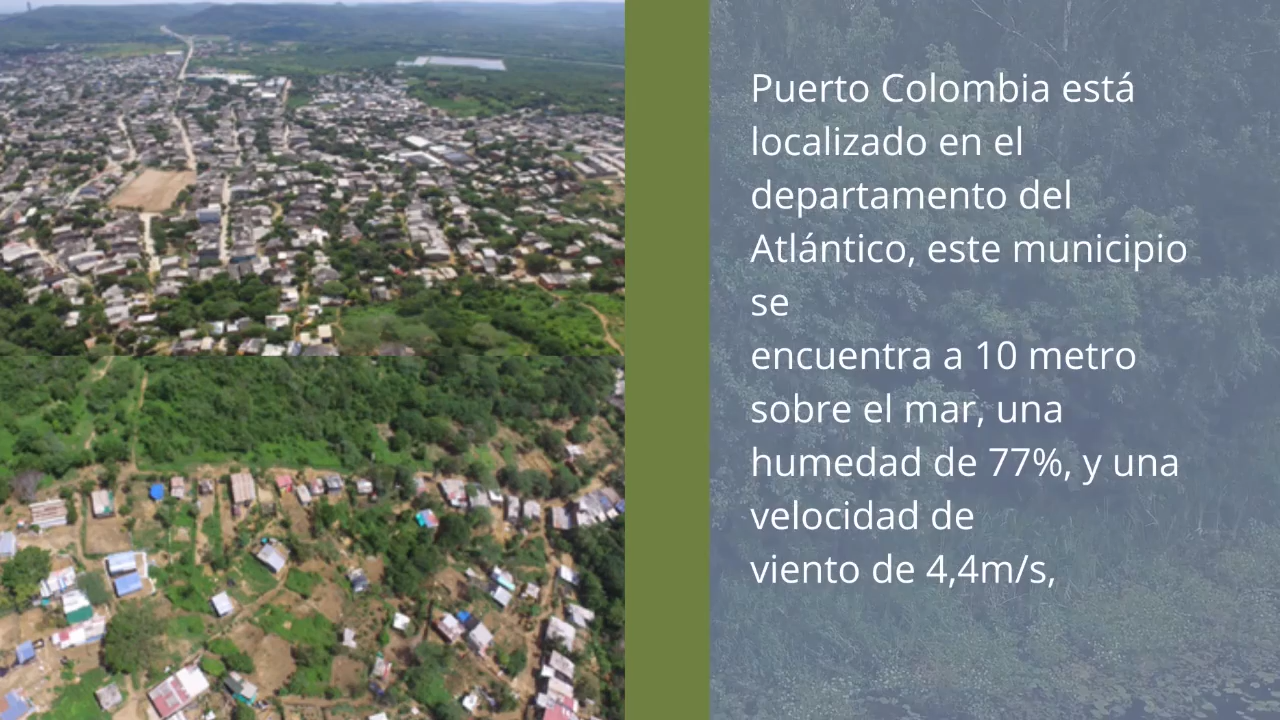 Puerto Colombia está
localizado en el
departamento del
Atlántico, este municipio
se
encuentra a 10 metro
sobre el mar, una
humedad de 77%, y una
velocidad de
viento de 4,4m/s,